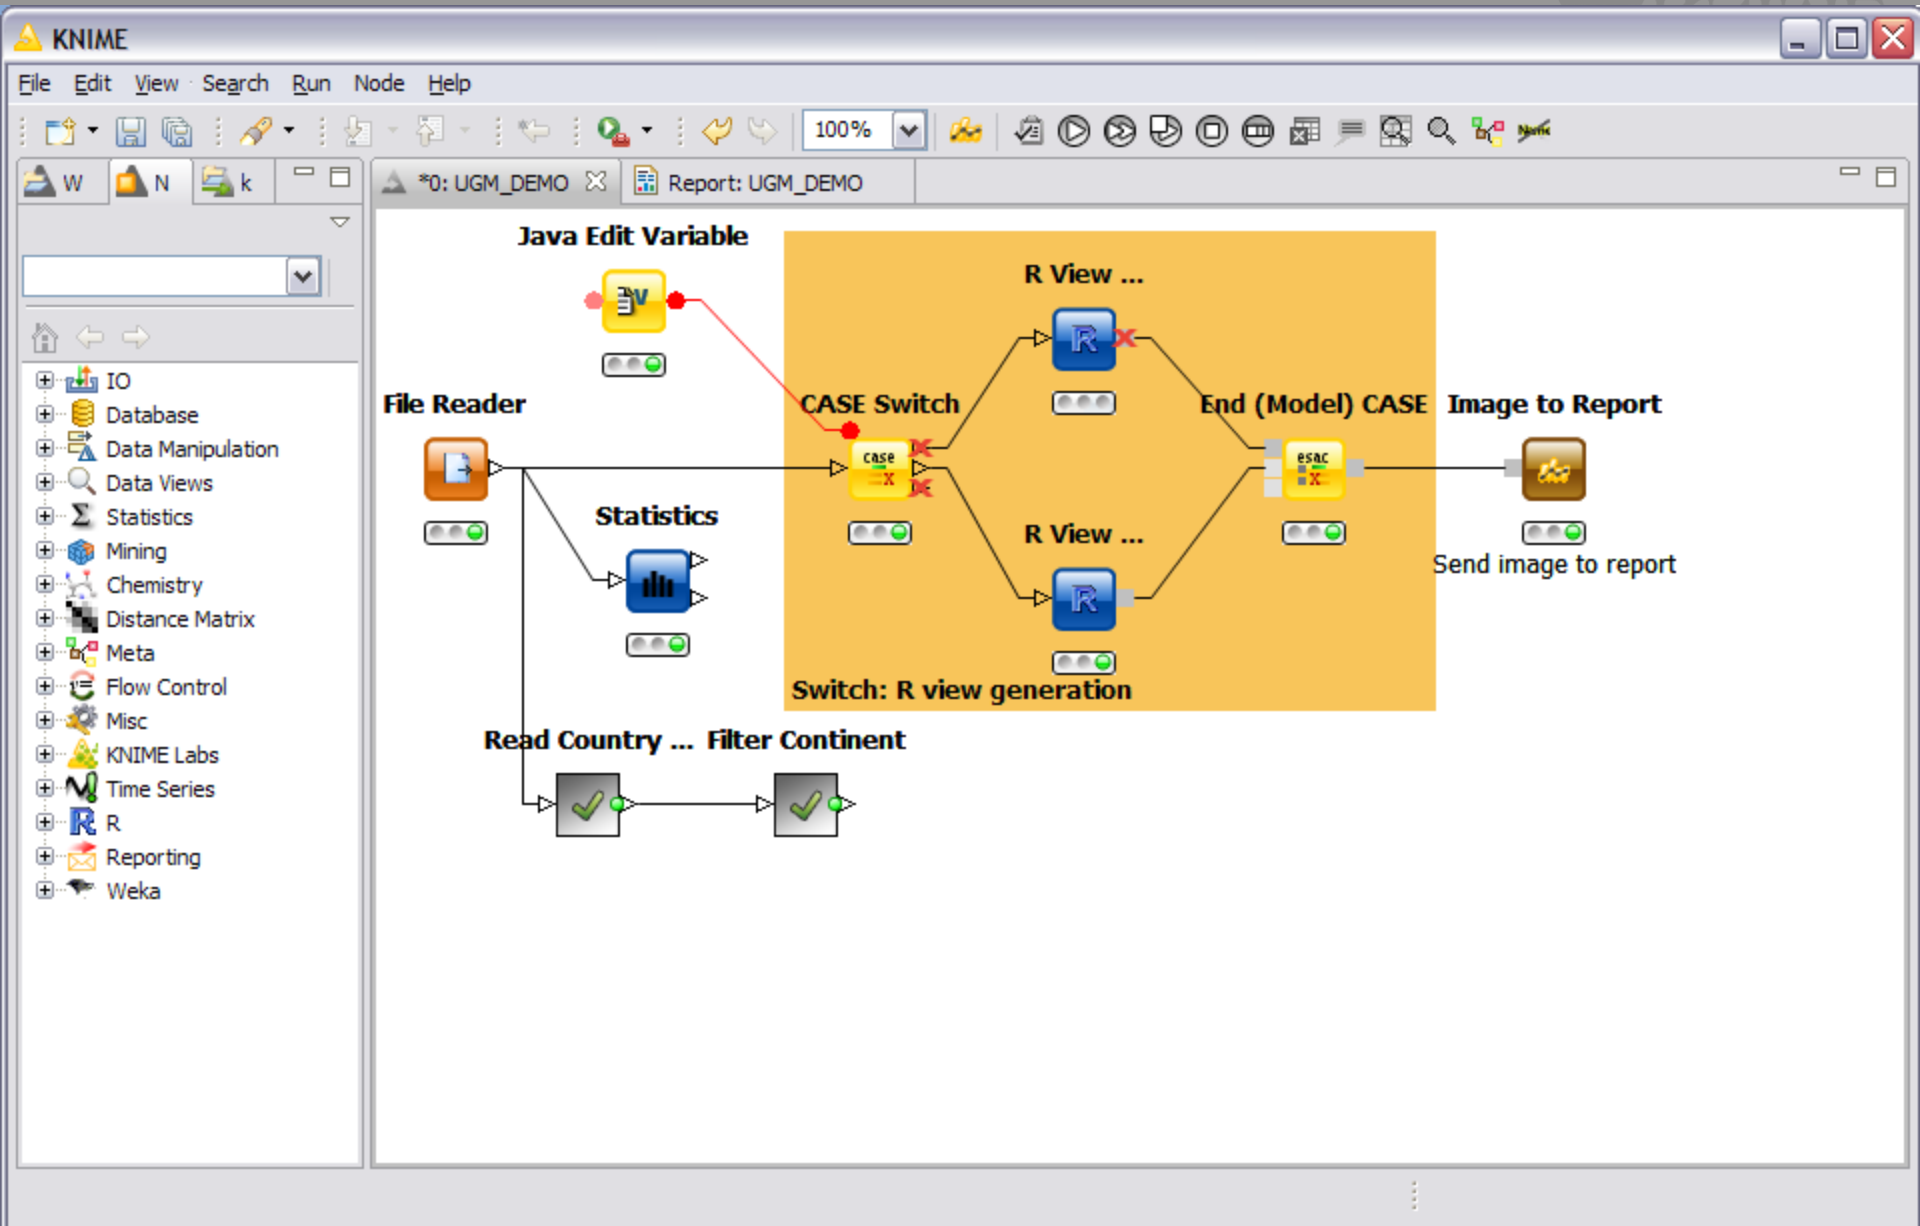 KNIME
File Edit View Search Run Node Help
100%
W N k
*0: UGM_DEMO Report: UGM_DEMO
IO
Database
Data Manipulation
Data Views
Statistics
Mining
Chemistry
Distance Matrix
Meta
Flow Control
Misc
KNIME Labs
Time Series
R
Reporting
Weka
Java Edit Variable
R View ...
File Reader
CASE Switch
End (Model) CASE
Image to Report
case
esac
Statistics
R View ...
Send image to report
Switch: R view generation
Read Country ...
Filter Continent